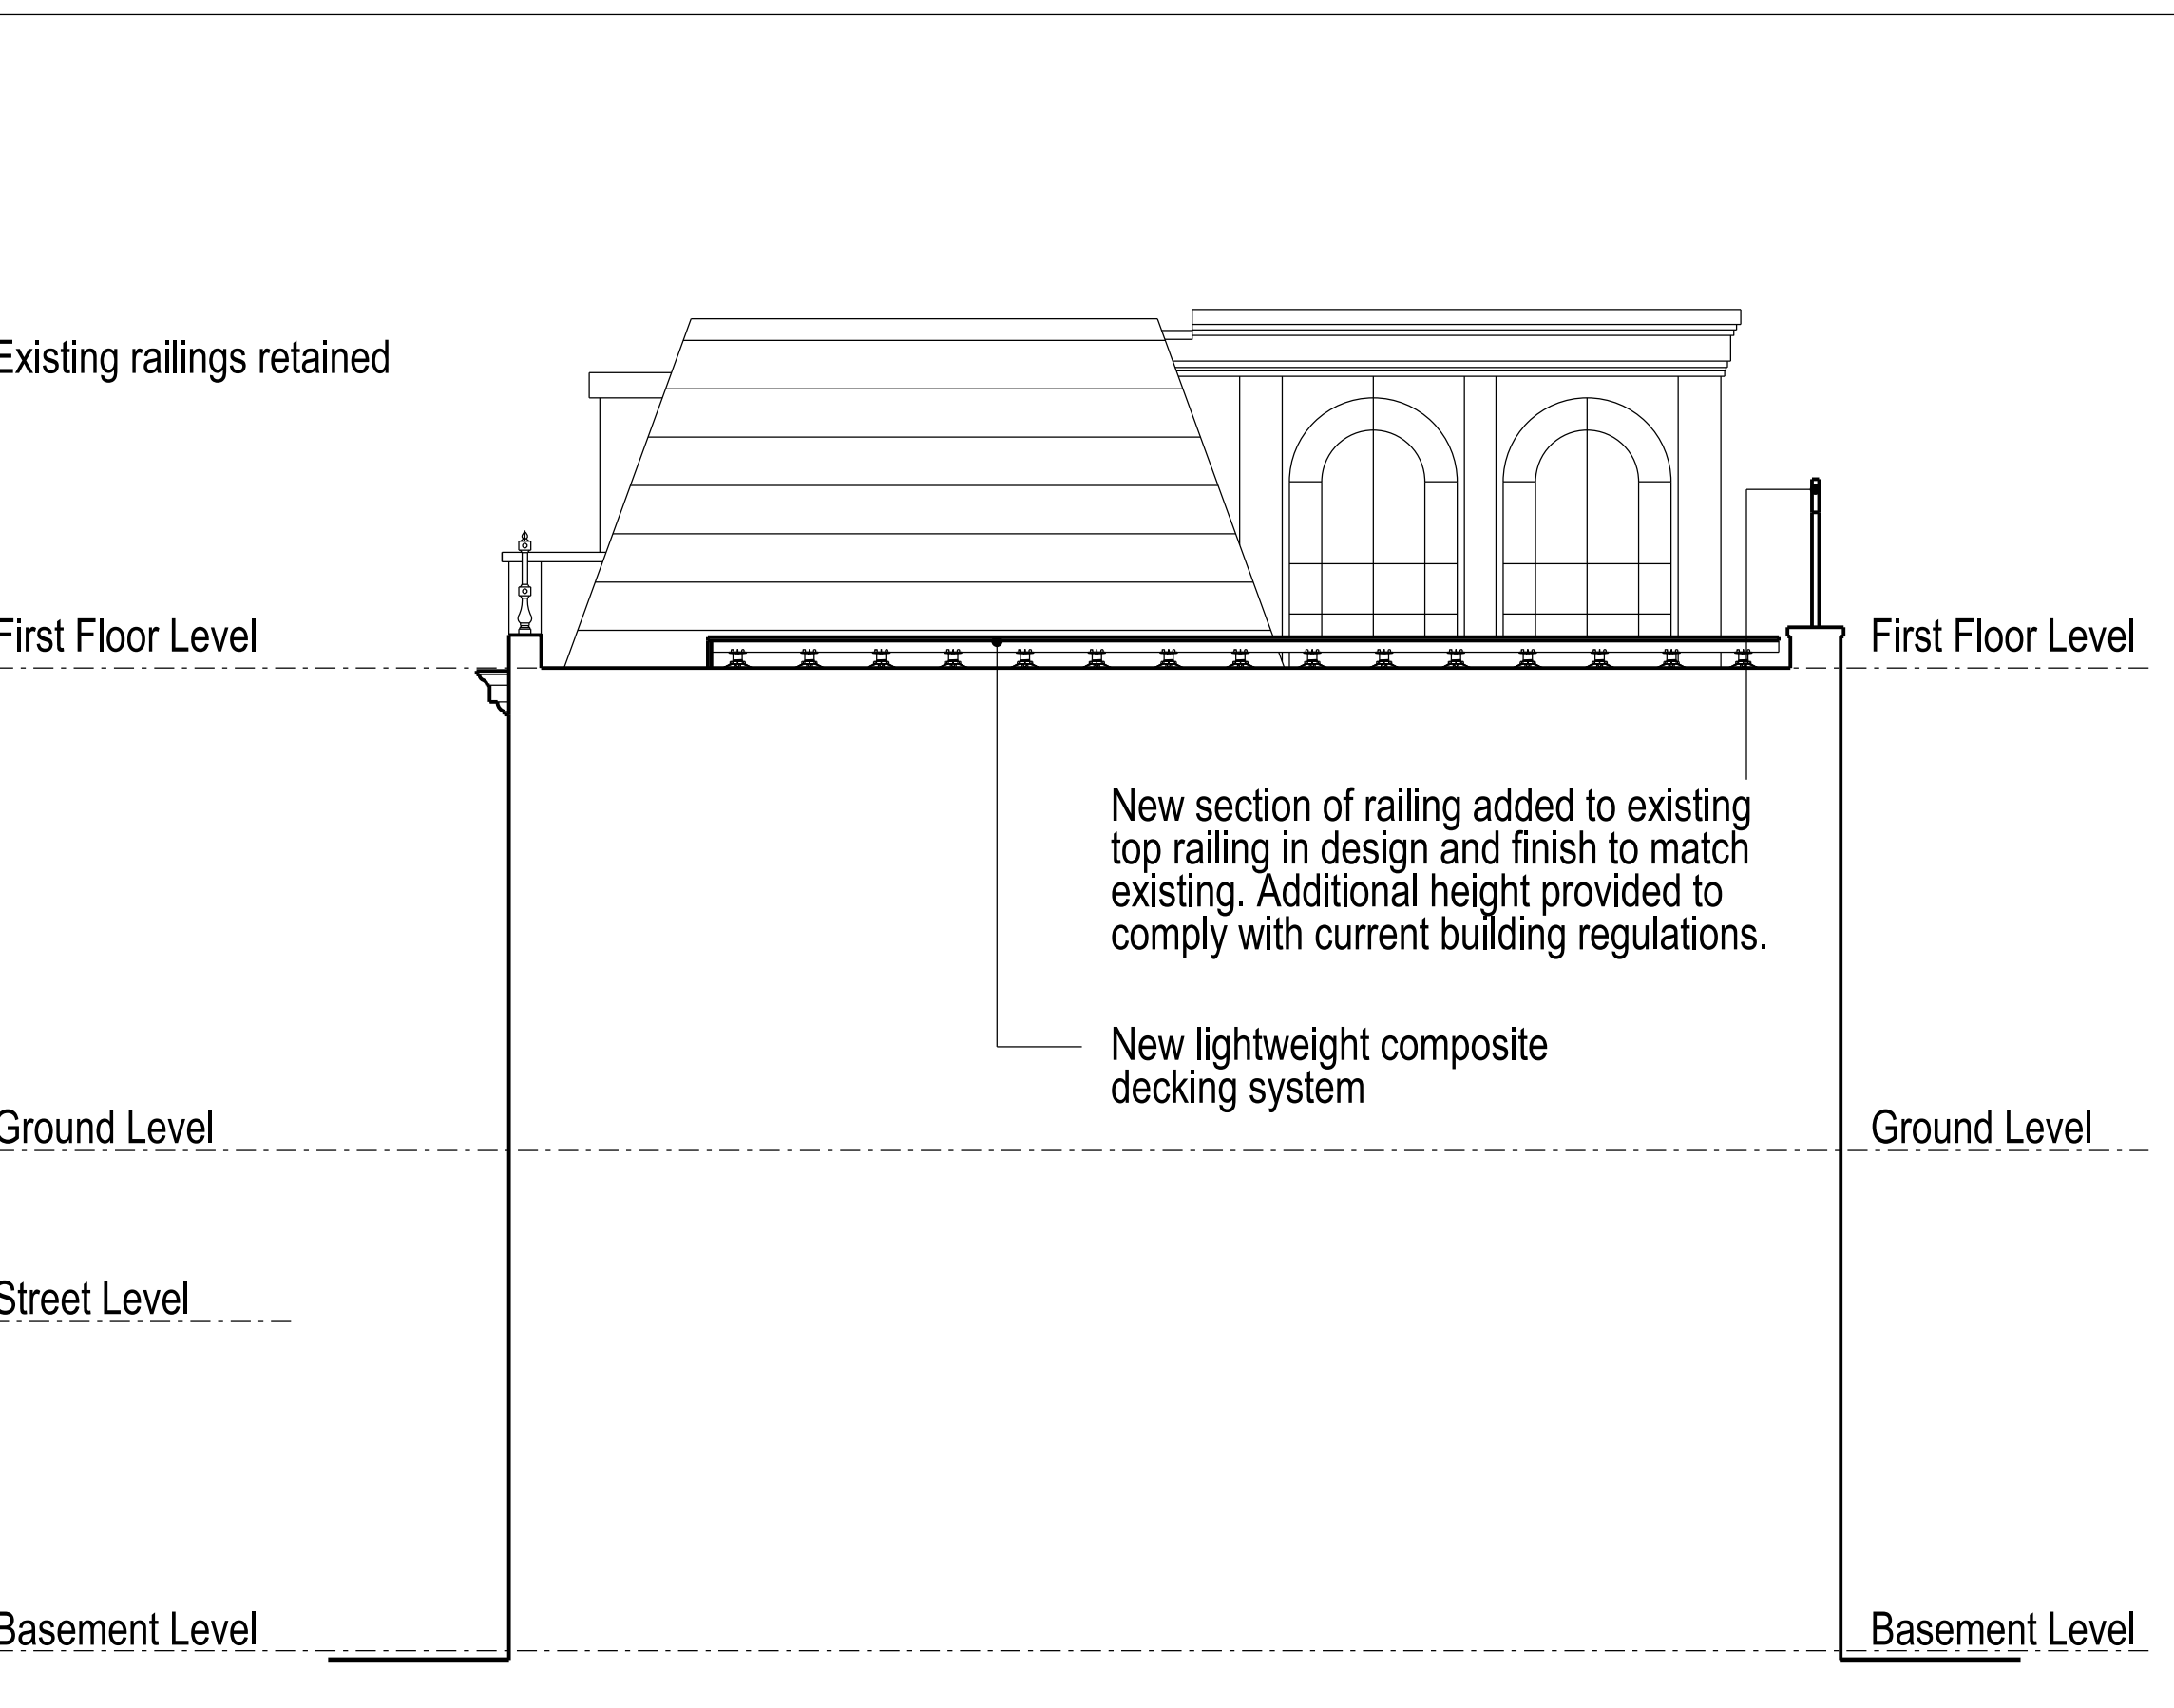 Existing railings retained
First Floor Level
First Floor Level
New section of railing added to existing
top railing in design and finish to match
existing. Additional height provided to
comply with current building regulations.
New lightweight composite
decking system
Ground Level
Ground Level
Street Level
Basement Level
Basement Level